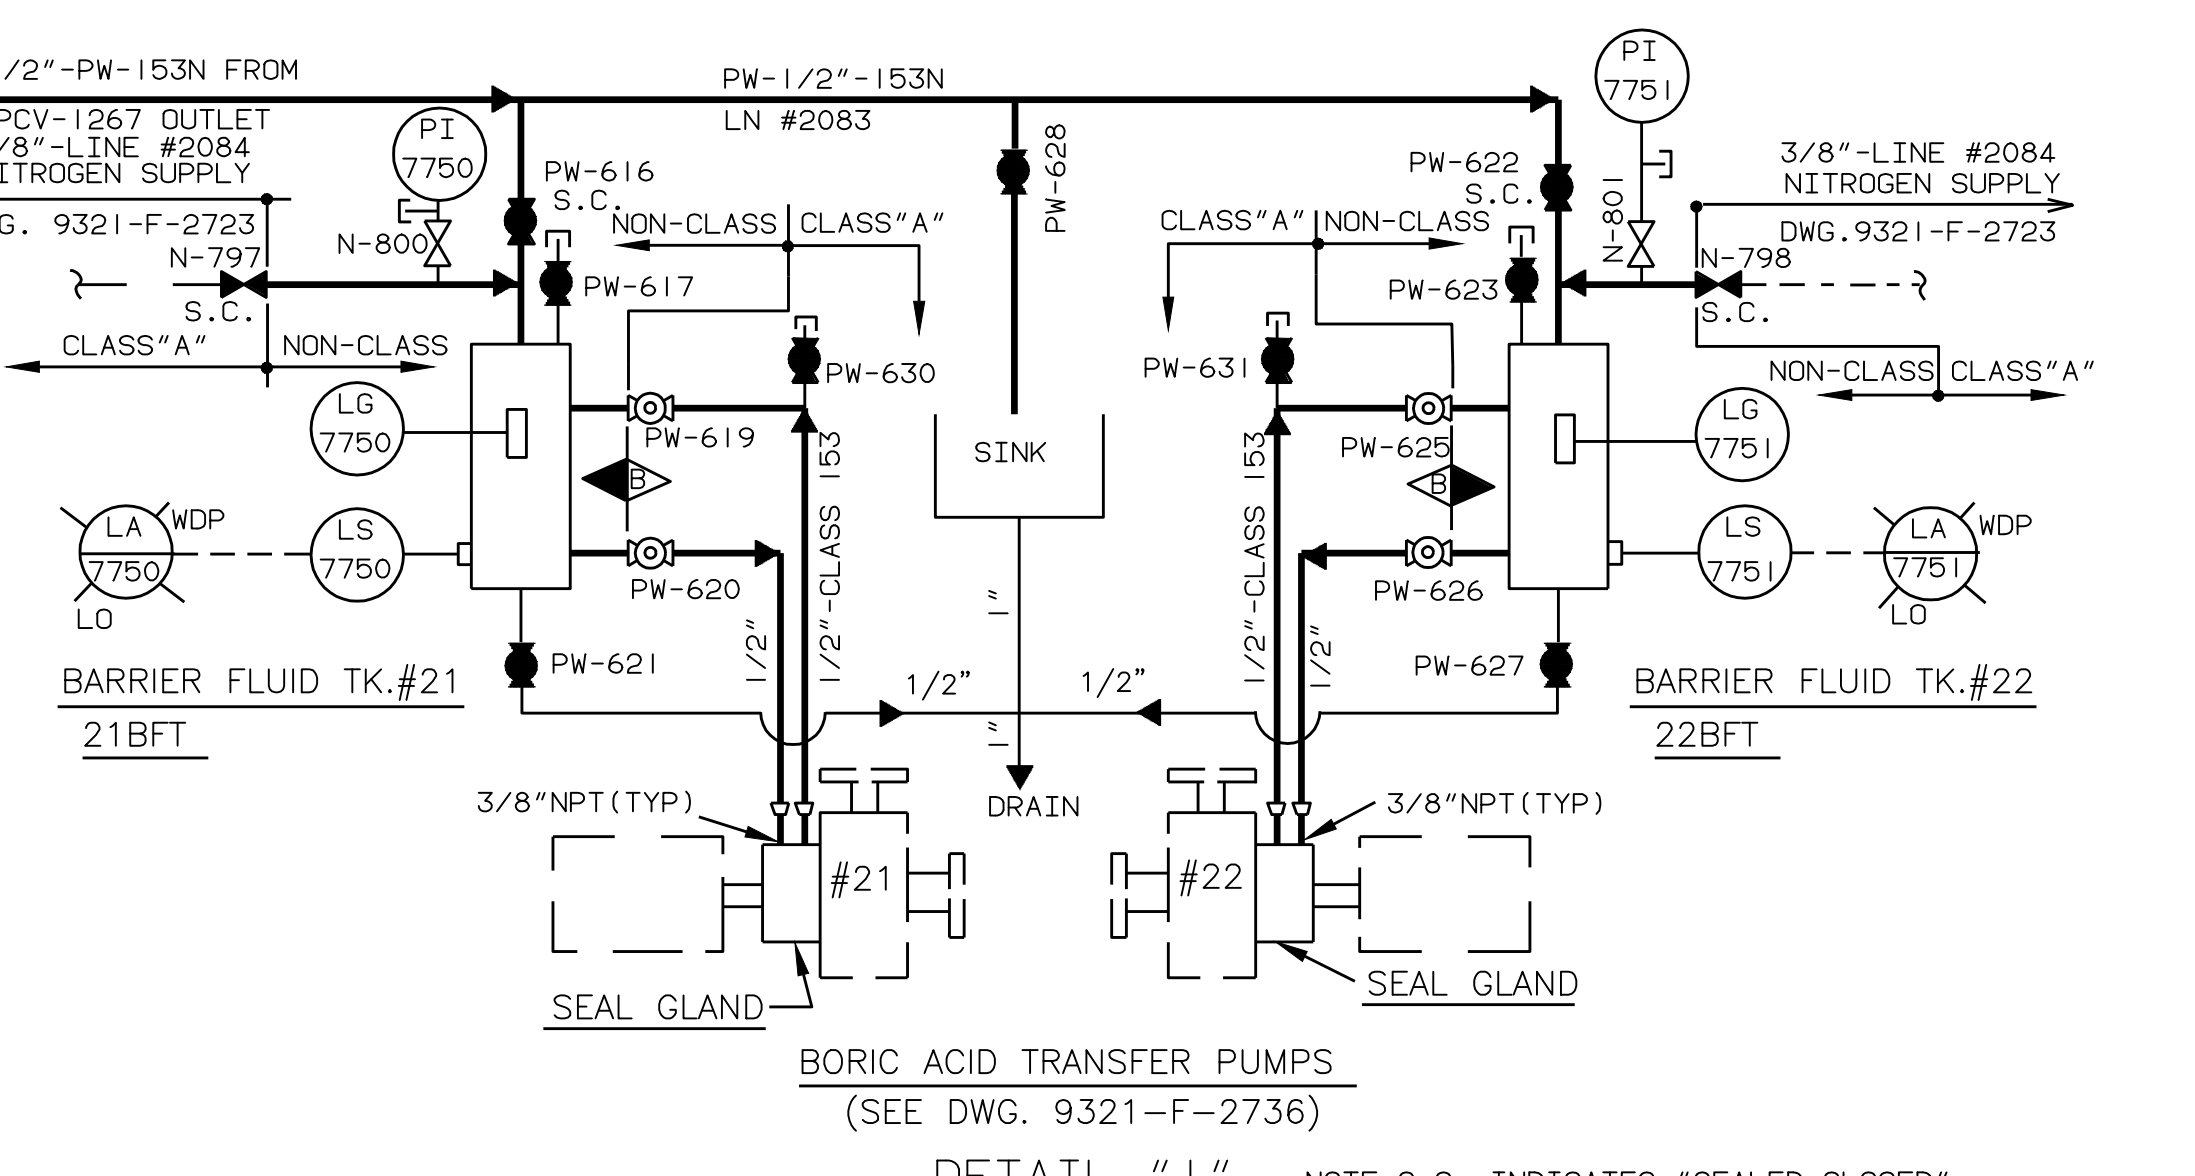 /2"-PW-153N FROM
PCV-1267 OUTLET
/8"-LINE #2084
ITROGEN SUPPLY
G. 9321-F-2723
N-797
S.C.
CLASS"A"
NON-CLASS
PI
7750
N-800
PW-616
S.C.
PW-617
NON-CLASS
CLASS"A"
PW-1/2"-153N
LN #2083
PW-628
PW-630
PW-619
B
PW-620
LG
7750
LS
7750
LA
7750
WDP
LO
PW-621
BARRIER FLUID TK.#21
21BFT
1/2"
1/2"-CLASS 153
SINK
1"
1"
1/2"
1/2"
DRAIN
CLASS"A"
NON-CLASS
PW-622
S.C.
PW-623
PI
7751
N-801
3/8"-LINE #2084
NITROGEN SUPPLY
DWG.9321-F-2723
N-798
S.C.
NON-CLASS
CLASS"A"
PW-631
PW-625
B
PW-626
LG
7751
LS
7751
LA
7751
WDP
LO
1/2"-CLASS 153
1/2"
PW-627
BARRIER FLUID TK.#22
22BFT
3/8"NPT(TYP)
#21
SEAL GLAND
#22
3/8"NPT(TYP)
SEAL GLAND
BORIC ACID TRANSFER PUMPS
(SEE DWG. 9321-F-2736)
DETAIL "J"